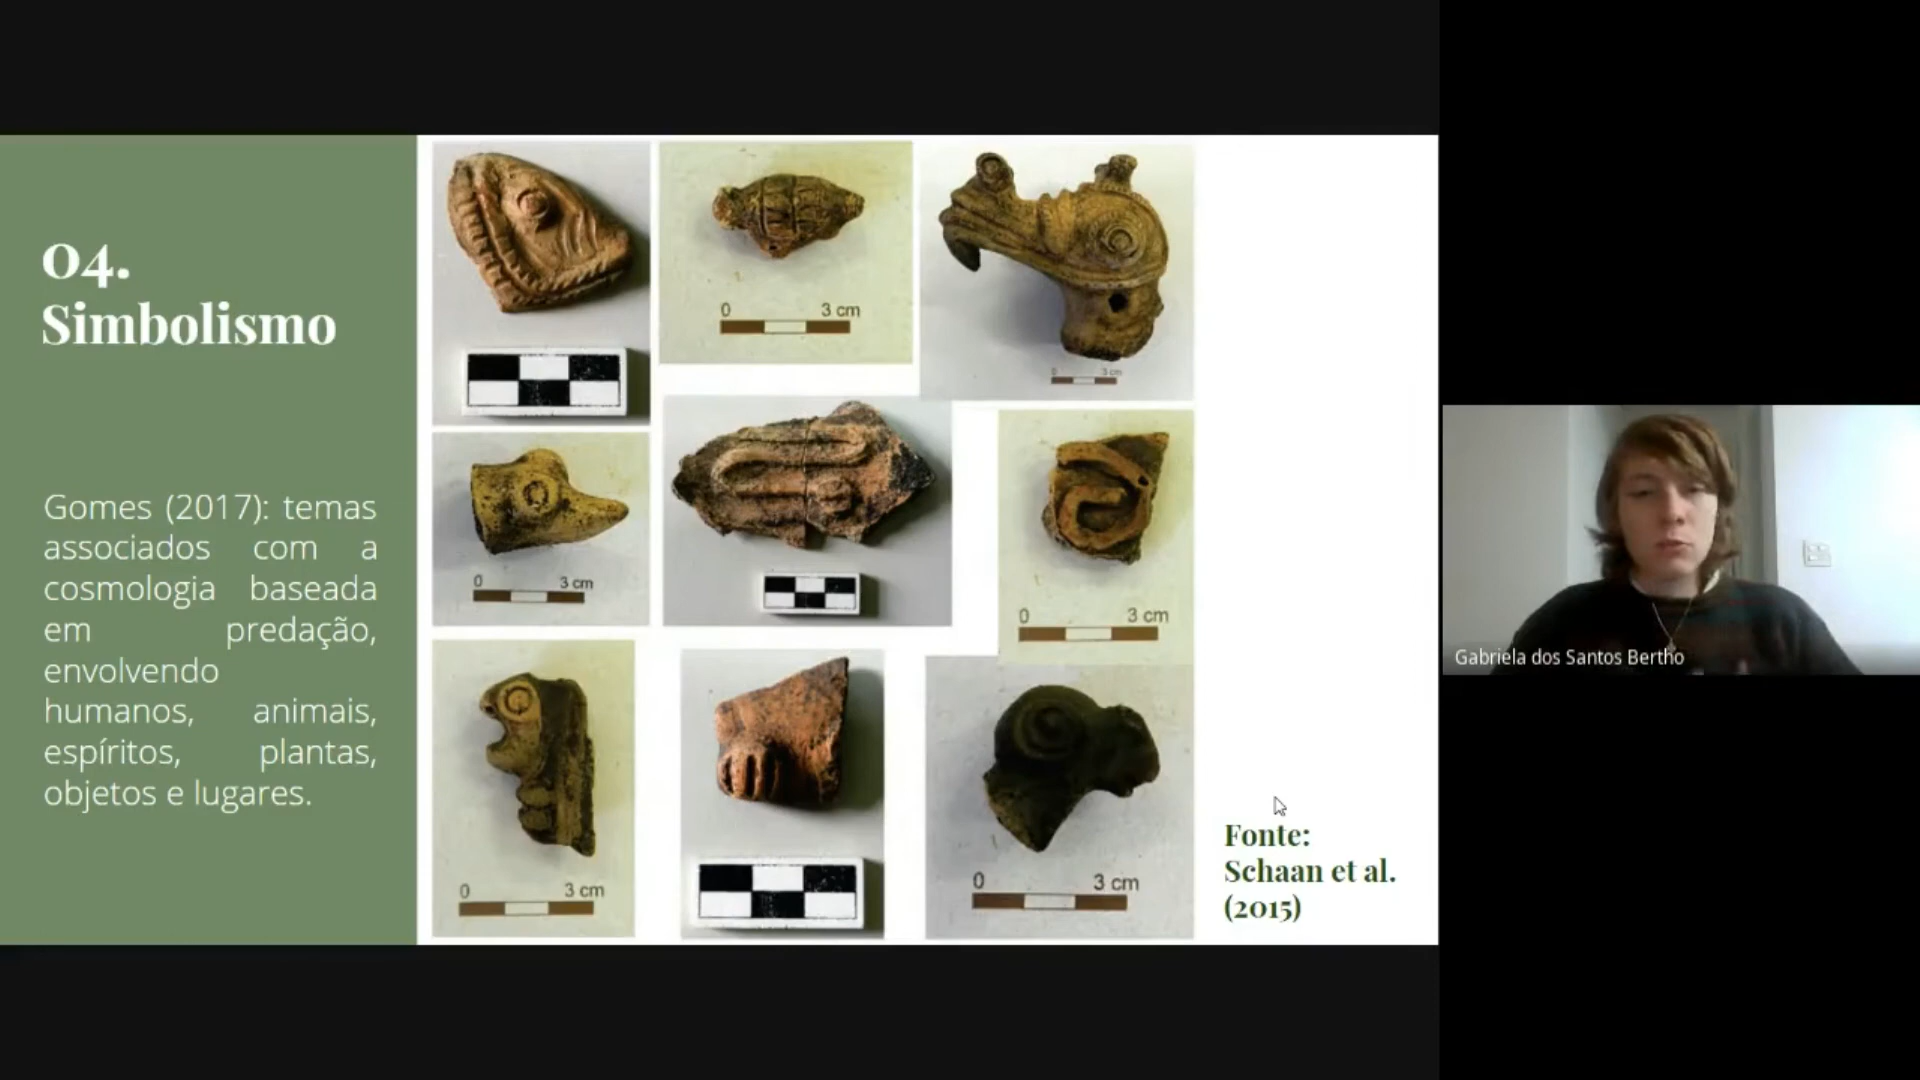 04.
Simbolismo
Gomes (2017): temas
associados com a
cosmologia baseada
em predação,
envolvendo
humanos, animais,
espíritos, plantas,
objetos e lugares.
0 3 cm
0 3 cm
0 3 cm
0 3 cm
0 3 cm
0 3 cm
Fonte:
Schaan et al.
(2015)
Gabriela dos Santos Bertho